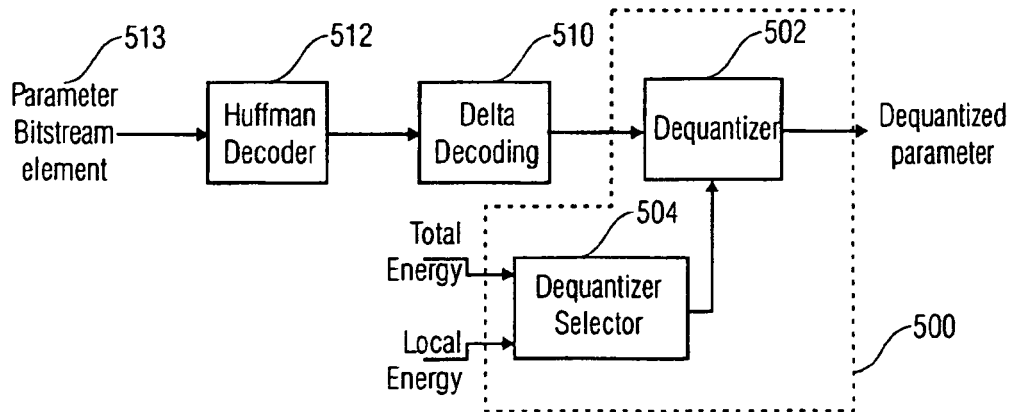 513
512
510
502
Parameter
Bitstream
element
Huffman
Decoder
Delta
Decoding
Dequantizer
Dequantized
parameter
504
Total
Energy
Dequantizer
Selector
Local
Energy
500